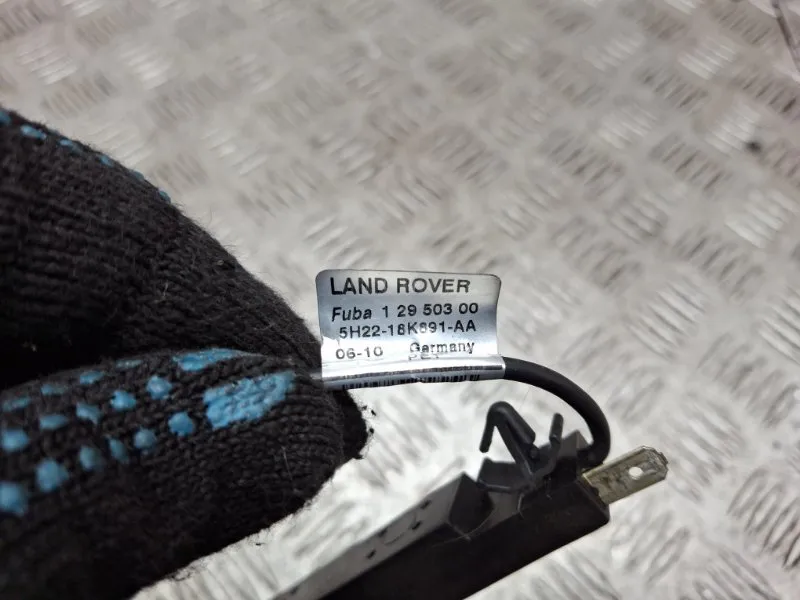 LAND ROVER
Fuba 1 29 503 00
5H22-18K891-AA
06-10 Germany